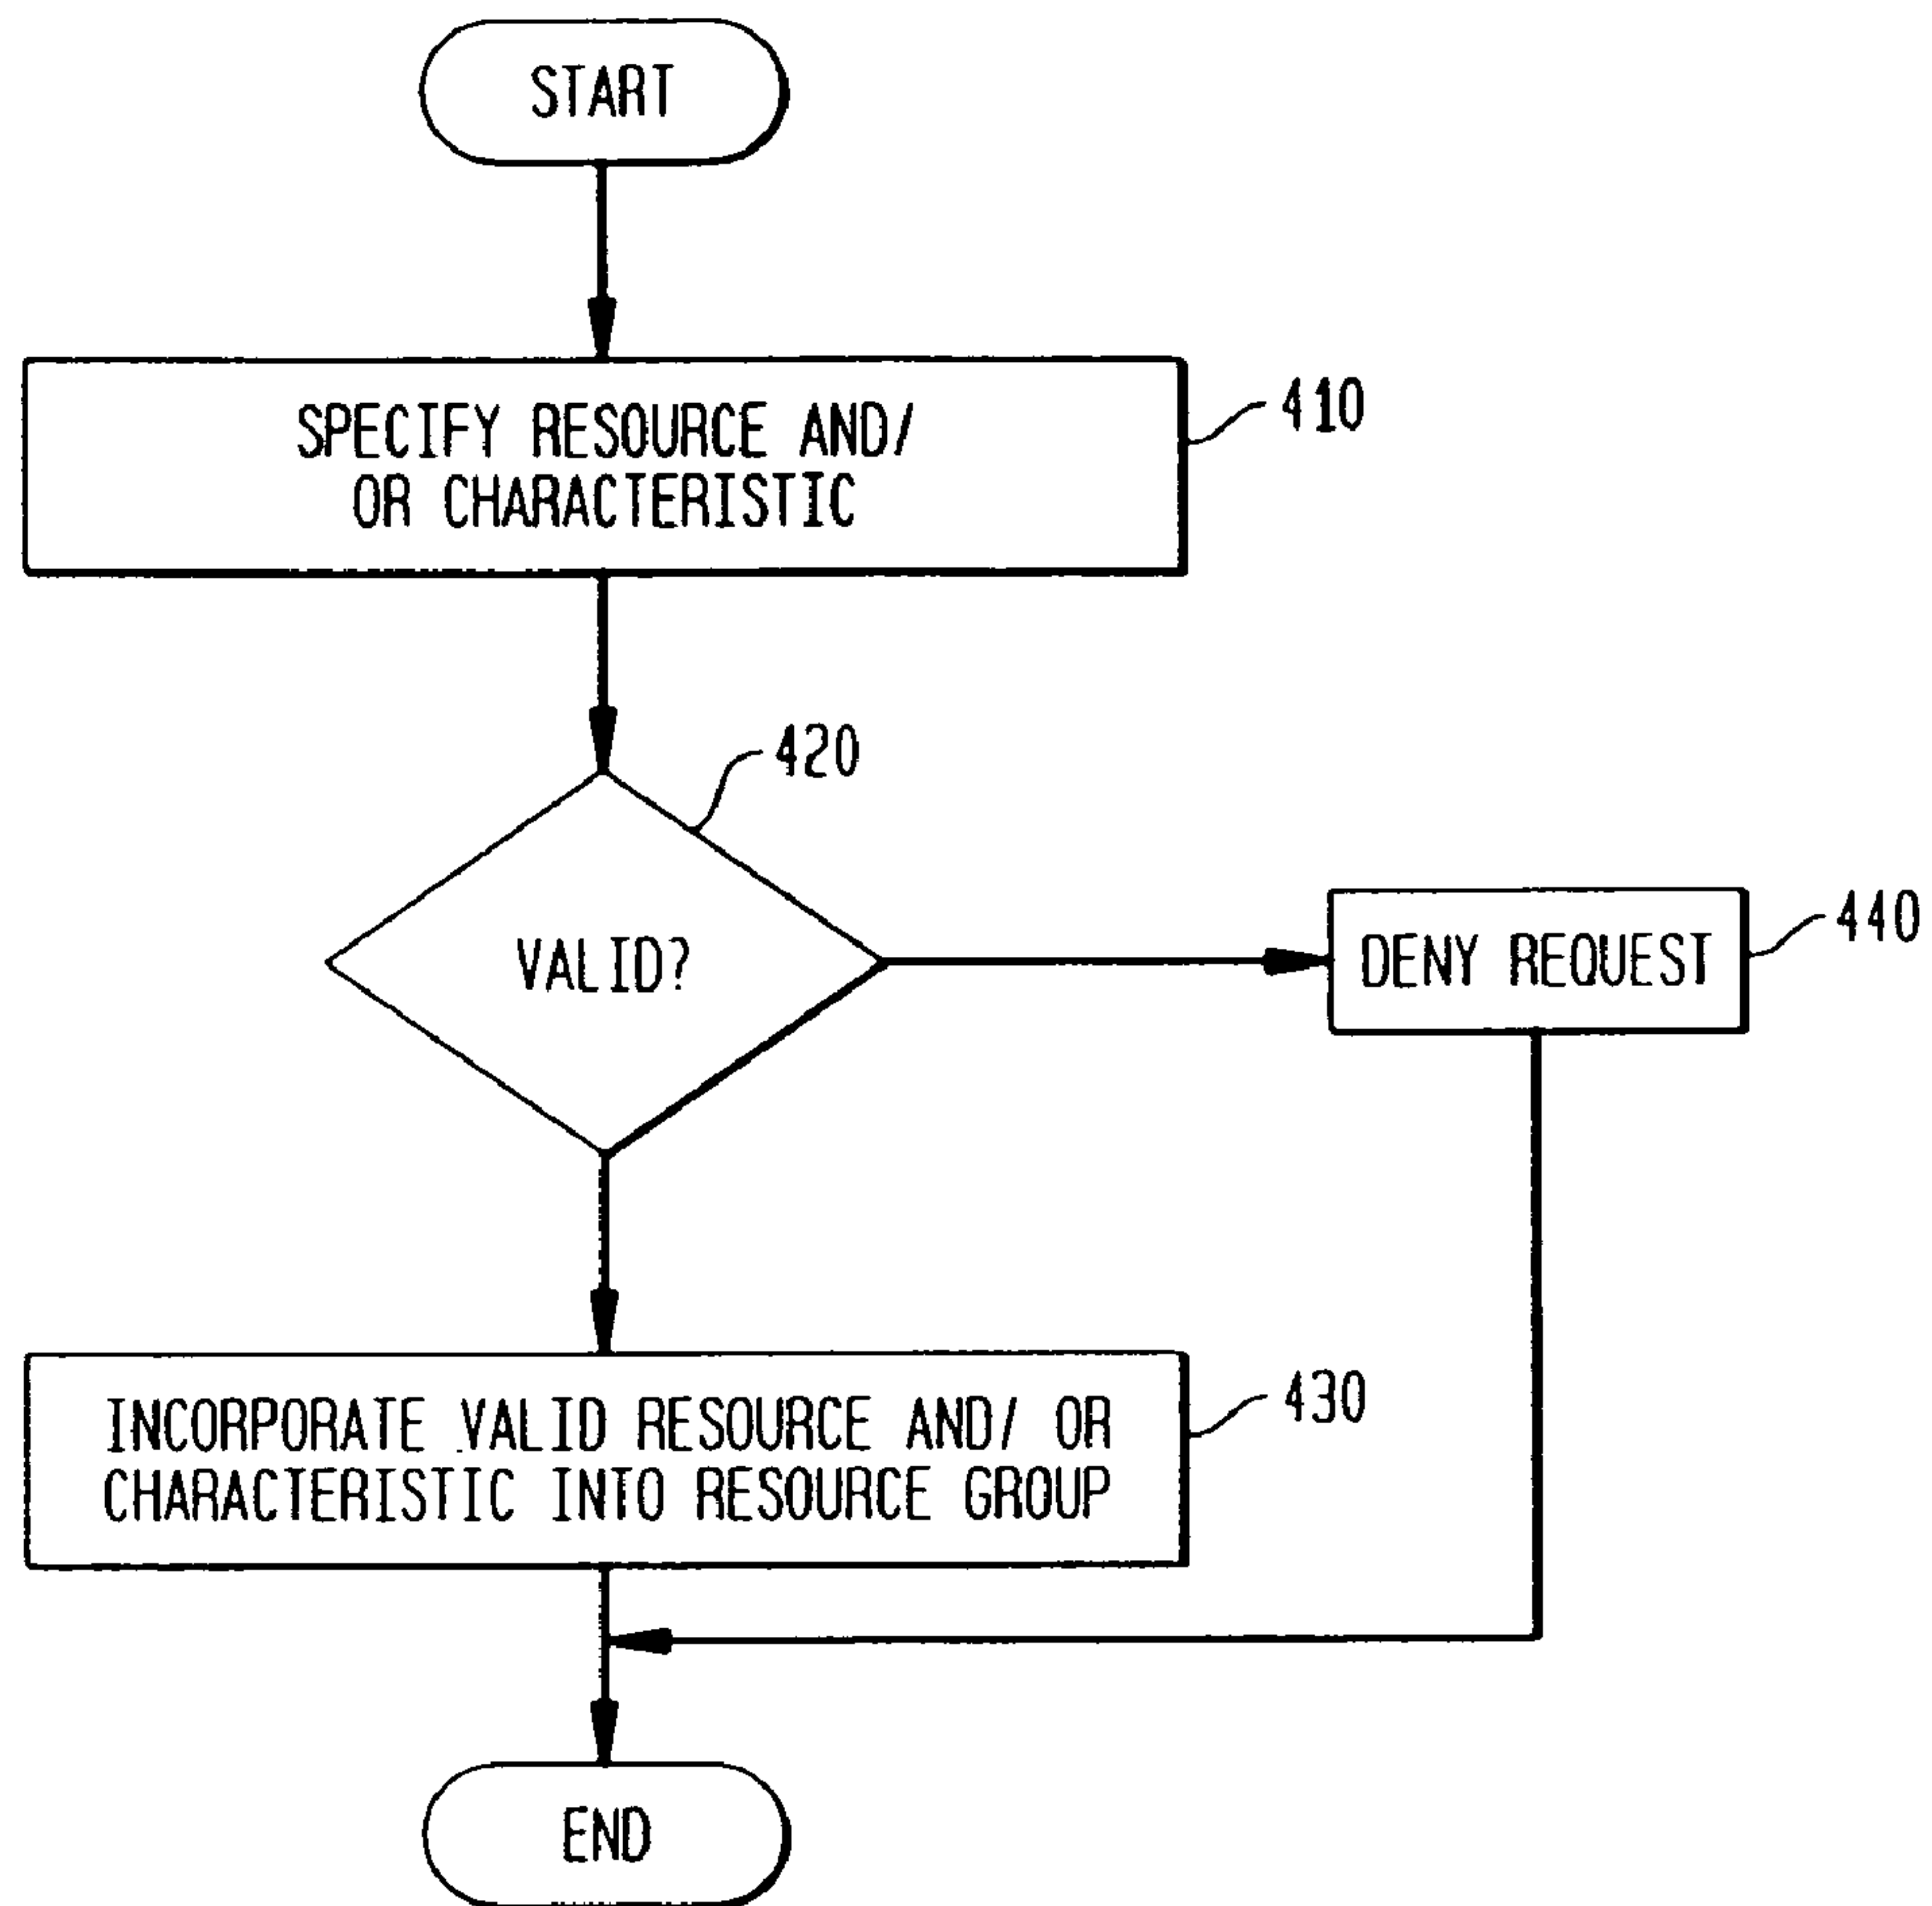 START
SPECIFY RESOURCE AND/
OR CHARACTERISTIC
410
420
VALID?
DENY REQUEST
440
INCORPORATE VALID RESOURCE AND/ OR
CHARACTERISTIC INTO RESOURCE GROUP
430
END